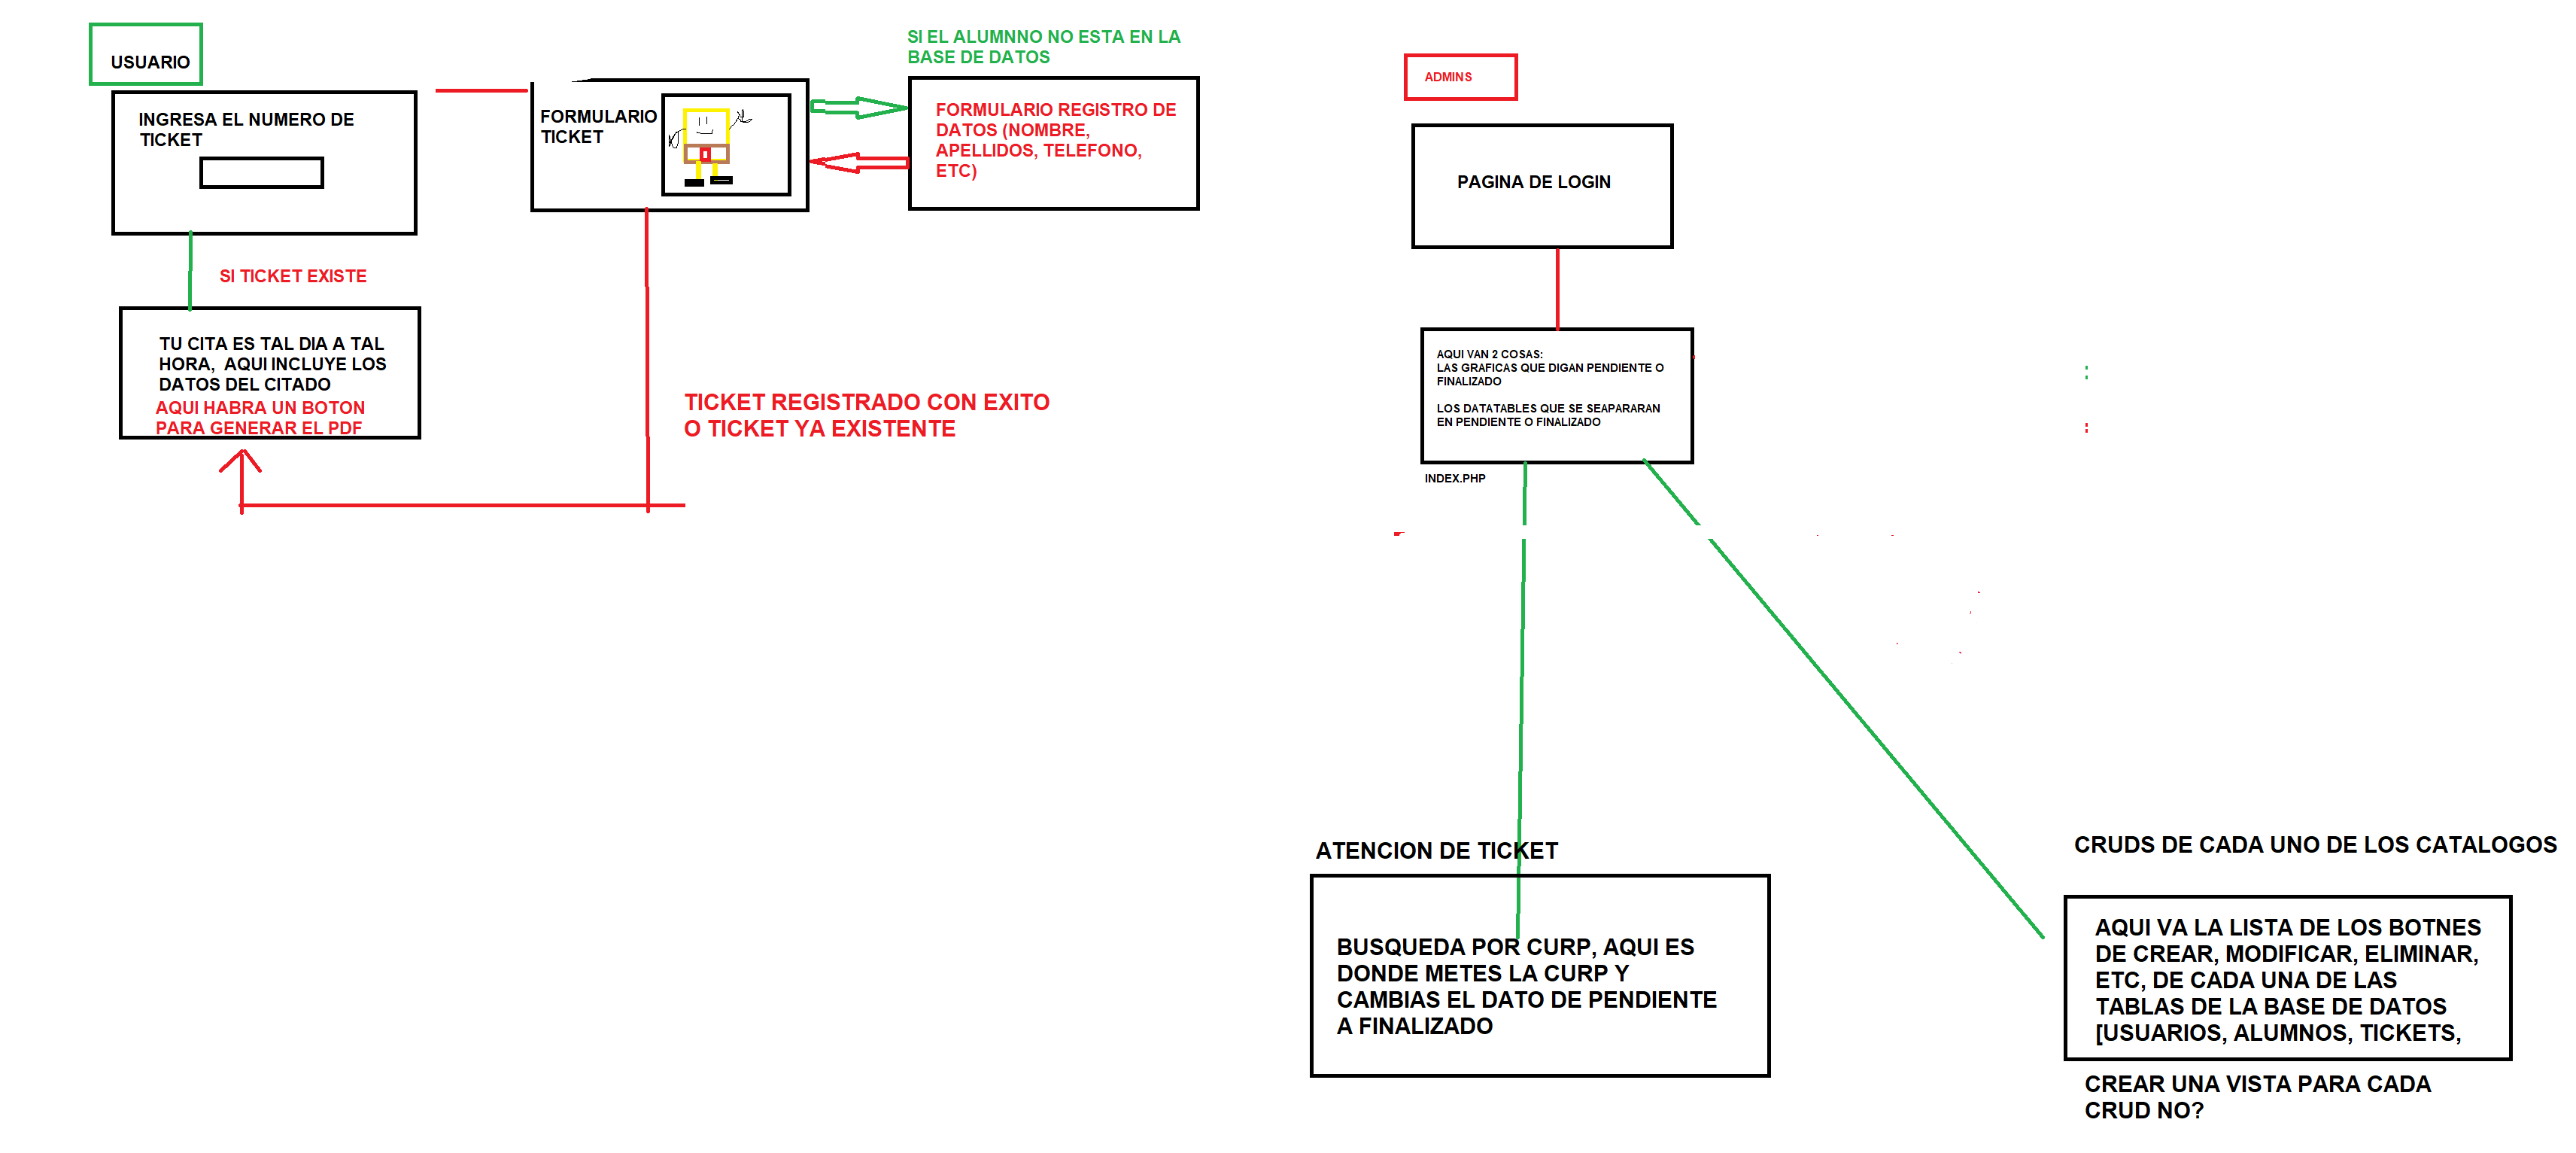 USUARIO
INGRESA EL NUMERO DE
TICKET
SI TICKET EXISTE
TU CITA ES TAL DIA A TAL
HORA, AQUI INCLUYE LOS
DATOS DEL CITADO
AQUI HABRA UN BOTON
PARA GENERAR EL PDF
FORMULARIO
TICKET
SI EL ALUMNNO NO ESTA EN LA
BASE DE DATOS
FORMULARIO REGISTRO DE
DATOS (NOMBRE,
APELLIDOS, TELEFONO,
ETC)
TICKET REGISTRADO CON EXITO
O TICKET YA EXISTENTE
ADMINS
PAGINA DE LOGIN
AQUI VAN 2 COSAS:
LAS GRAFICAS QUE DIGAN PENDIENTE O
FINALIZADO
LOS DATATABLES QUE SE SEAPARARAN
EN PENDIENTE O FINALIZADO
INDEX.PHP
ATENCION DE TICKET
BUSQUEDA POR CURP, AQUI ES
DONDE METES LA CURP Y
CAMBIAS EL DATO DE PENDIENTE
A FINALIZADO
CRUDS DE CADA UNO DE LOS CATALOGOS
AQUI VA LA LISTA DE LOS BOTNES
DE CREAR, MODIFICAR, ELIMINAR,
ETC, DE CADA UNA DE LAS
TABLAS DE LA BASE DE DATOS
[USUARIOS, ALUMNOS, TICKETS,
CREAR UNA VISTA PARA CADA
CRUD NO?